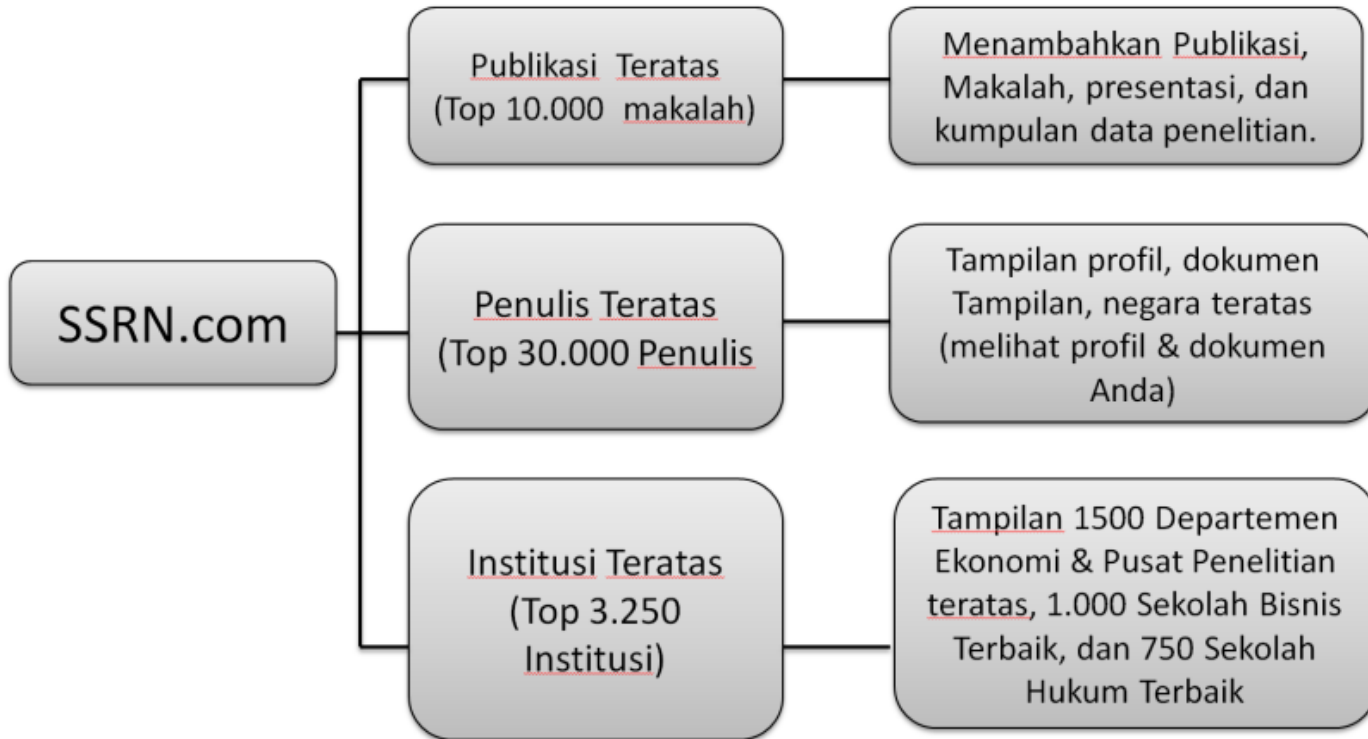 SSRN.com
Publikasi Teratas
(Top 10.000 makalah)
Menambahkan Publikasi,
Makalah, presentasi, dan
kumpulan data penelitian.
Penulis Teratas
(Top 30.000 Penulis
Tampilan profil, dokumen
Tampilan, negara teratas
(melihat profil & dokumen
Anda)
Institusi Teratas
(Top 3.250
Institusi)
Tampilan 1500 Departemen
Ekonomi & Pusat Penelitian
teratas, 1.000 Sekolah Bisnis
Terbaik, dan 750 Sekolah
Hukum Terbaik